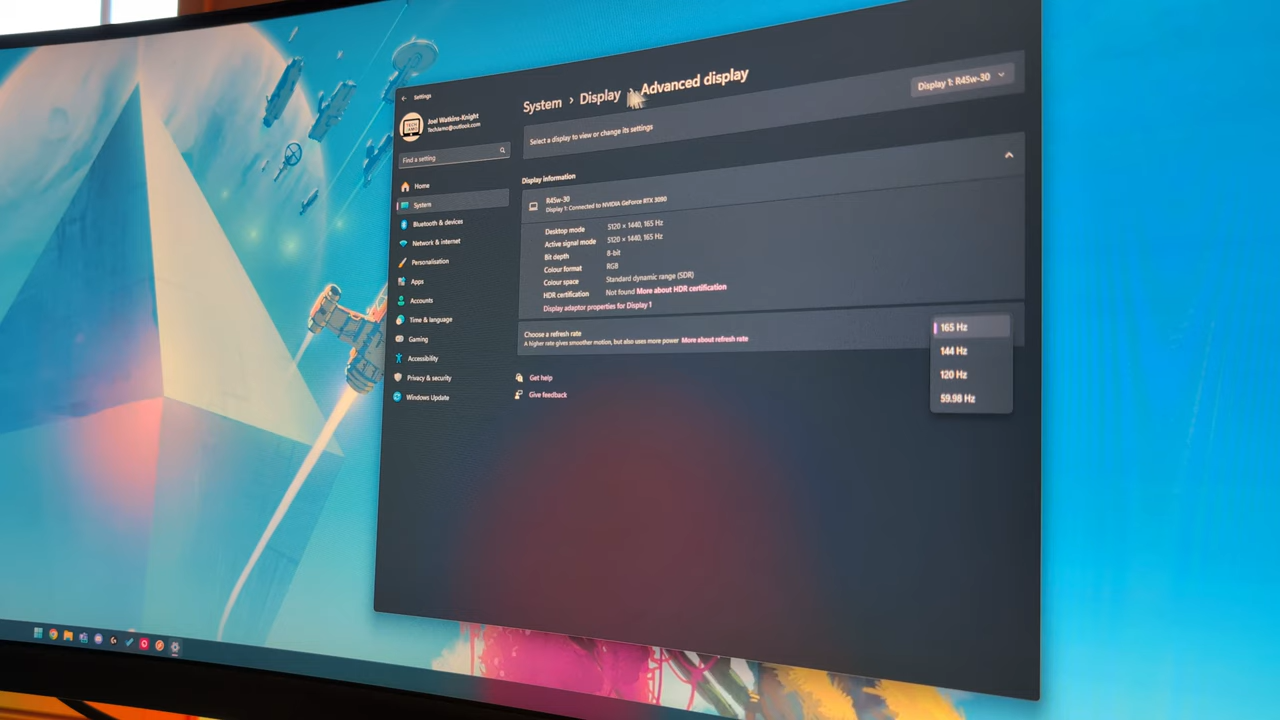 Settings
Joel Watkins-Knight
TechJamo@outlook.com
Find a setting
Home
System
Bluetooth & devices
Network & internet
Personalisation
Apps
Accounts
Time & language
Gaming
Accessibility
Privacy & security
Windows Update
System › Display › Advanced display
Select a display to view or change its settings
Display 1: R45w-30
Display information
R45w-30
Display 1: Connected to NVIDIA GeForce RTX 3080
Desktop mode 5120 × 1440, 165 Hz
Active signal mode 5120 × 1440, 165 Hz
Bit depth 8-bit
Colour format RGB
Colour space Standard dynamic range (SDR)
HDR certification Not found More about HDR certification
Display adaptor properties for Display 1
Choose a refresh rate
A higher rate gives smoother motion, but also uses more power More about refresh rate
165 Hz
144 Hz
120 Hz
59.98 Hz
Get help
Give feedback